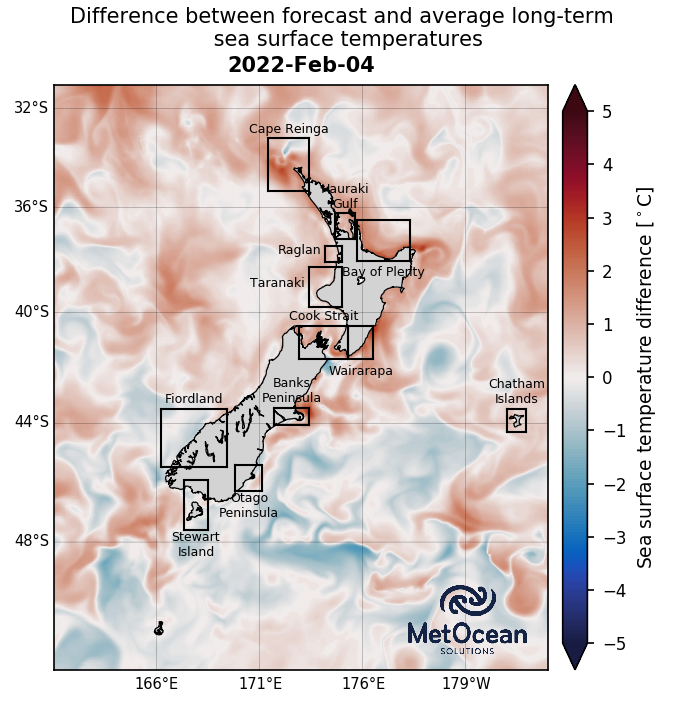 Difference between forecast and average long-term
sea surface temperatures
2022-Feb-04
32°S
36°S
40°S
44°S
48°S
166°E
171°E
176°E
179°W
Cape Reinga
Hauraki
Gulf
Raglan
Bay of Plenty
Taranaki
Cook Strait
Wairarapa
Banks
Peninsula
Fiordland
Chatham
Islands
Otago
Peninsula
Stewart
Island
MetOcean
SOLUTIONS
5
4
3
2
1
0
−1
−2
−3
−4
−5
Sea surface temperature difference [°C]